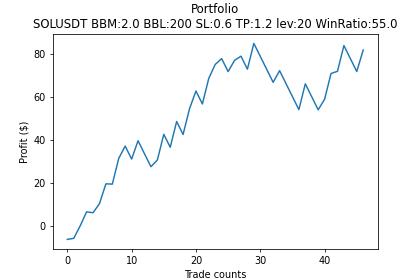 Portfolio
SOLUSDT BBM:2.0 BBL:200 SL:0.6 TP:1.2 lev:20 WinRatio:55.0
80
60
40
20
0
Profit ($)
0 10 20 30 40
Trade counts